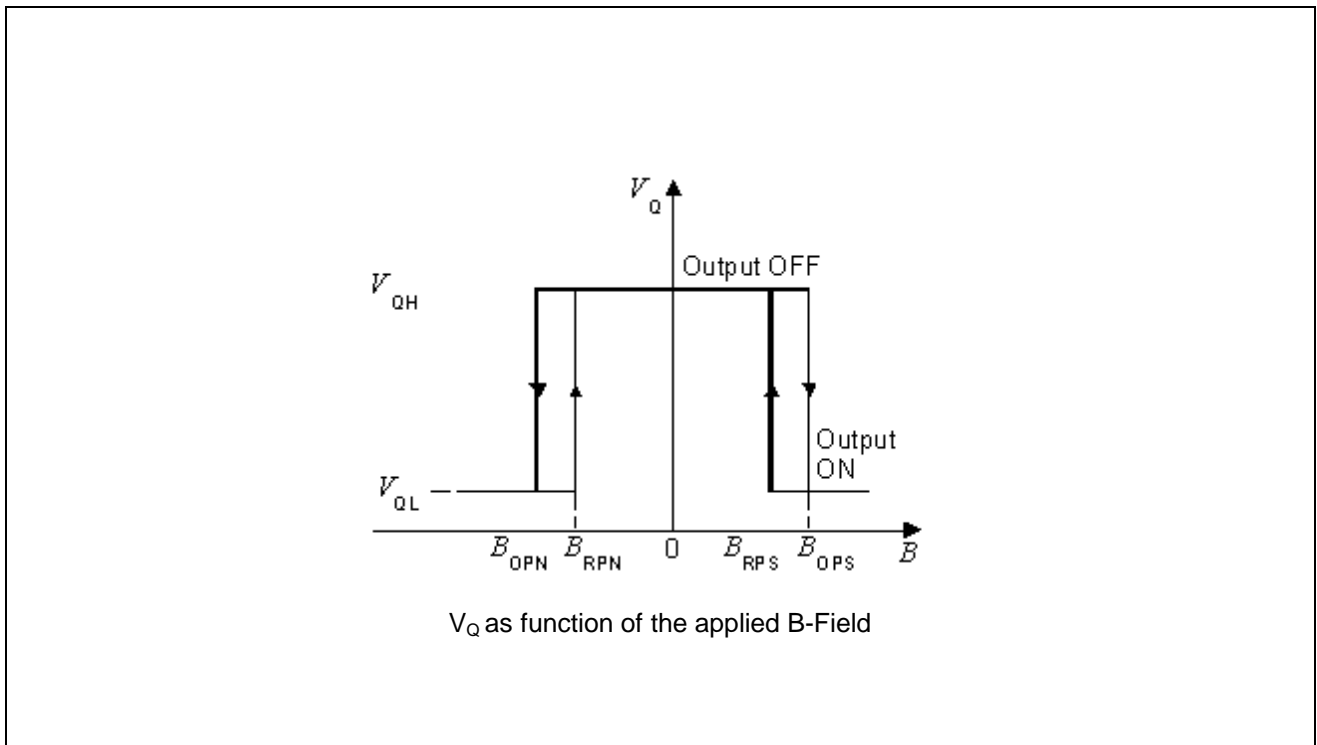 V_Q
Output OFF
V_QH
Output
ON
V_QL
B_OPN B_RPN 0 B_RPS B_OPS B
V_Q as function of the applied B-Field